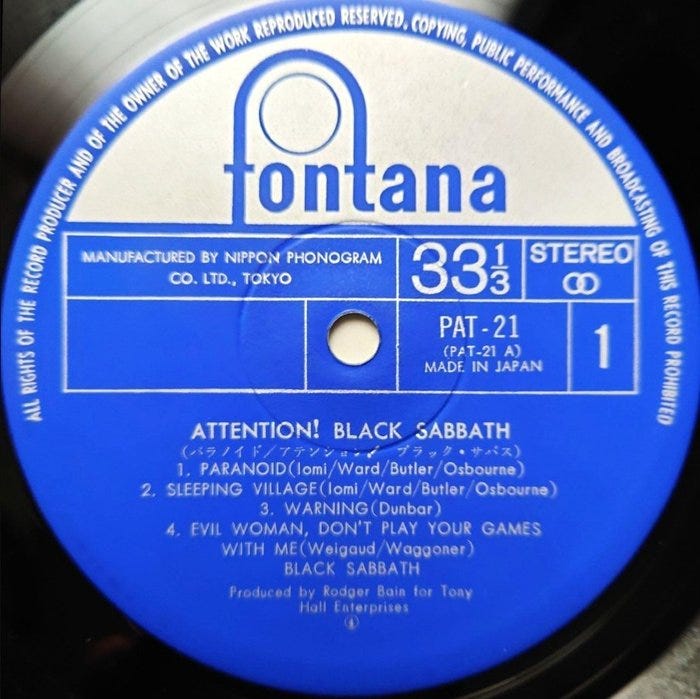 ALL RIGHTS OF THE RECORD PRODUCER AND OF THE OWNER OF THE WORK REPRODUCED RESERVED, COPYING, PUBLIC PERFORMANCE AND BROADCASTING OF THIS RECORD PROHIBITED
fontana
MANUFACTURED BY NIPPON PHONOGRAM
CO. LTD., TOKYO
33 1/3
STEREO
PAT-21
(PAT-21 A)
MADE IN JAPAN
1
ATTENTION! BLACK SABBATH
(パラノイド/アテンション! ブラック・サバス)
1. PARANOID(Iomi/Ward/Butler/Osbourne)
2. SLEEPING VILLAGE(Iomi/Ward/Butler/Osbourne)
3. WARNING(Dunbar)
4. EVIL WOMAN, DON'T PLAY YOUR GAMES
WITH ME(Weigaud/Waggoner)
BLACK SABBATH
Produced by Rodger Bain for Tony
Hall Enterprises